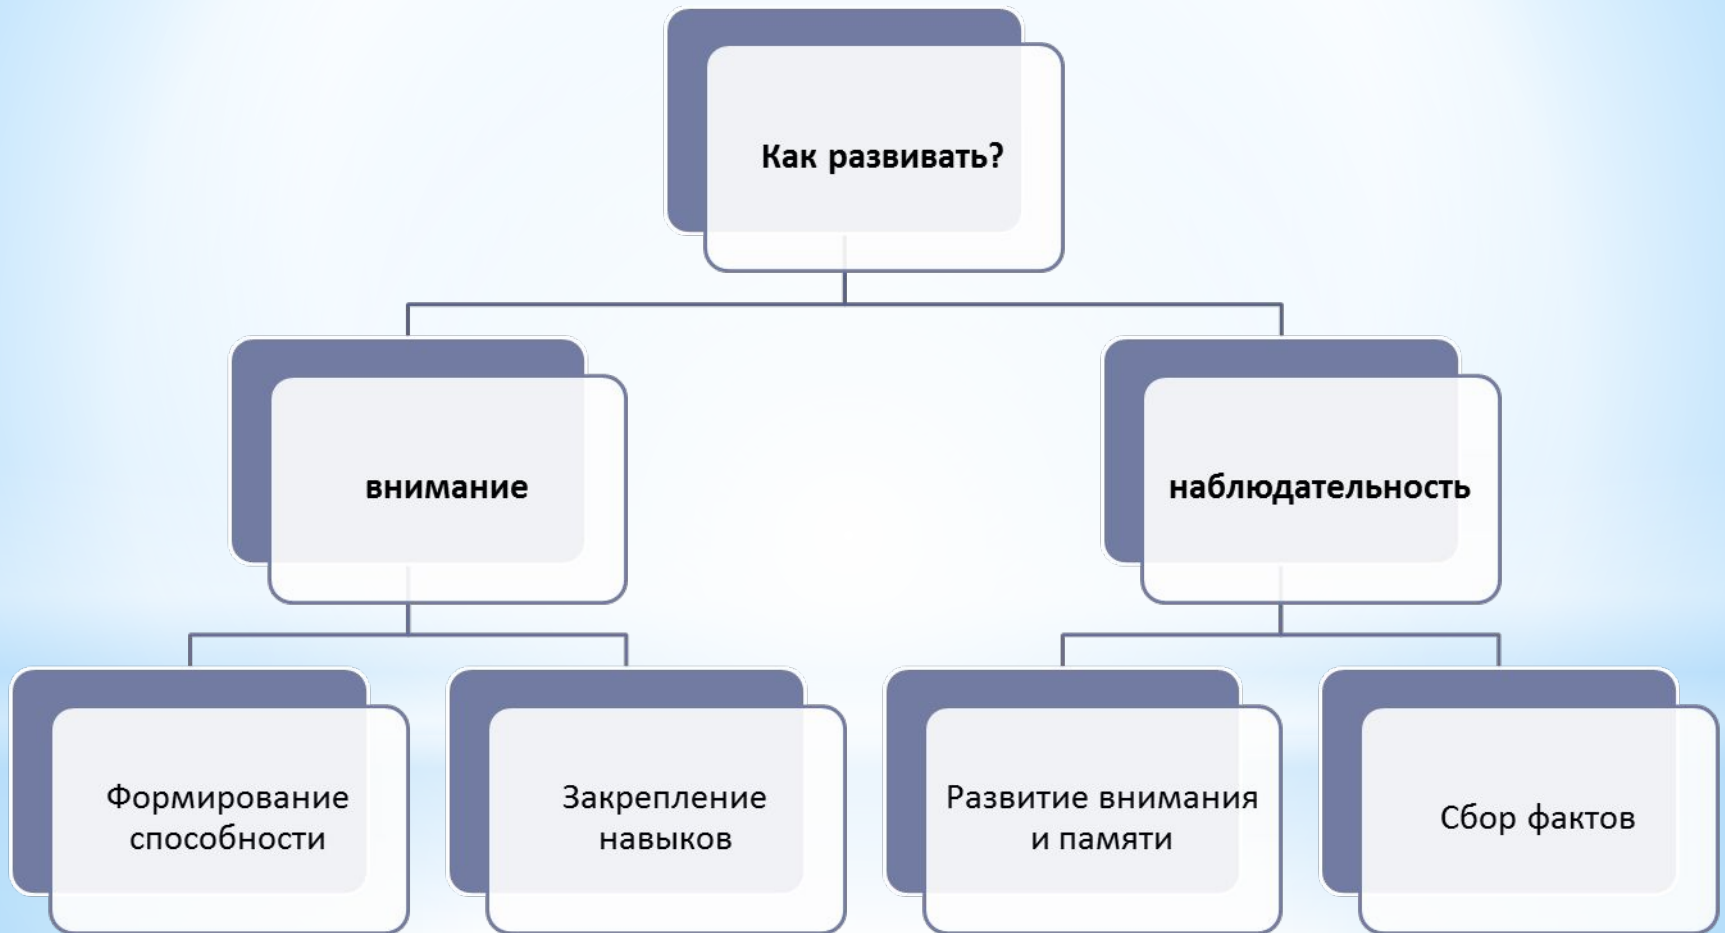 Как развивать?
внимание
наблюдательность
Формирование
способности
Закрепление
навыков
Развитие внимания
и памяти
Сбор фактов